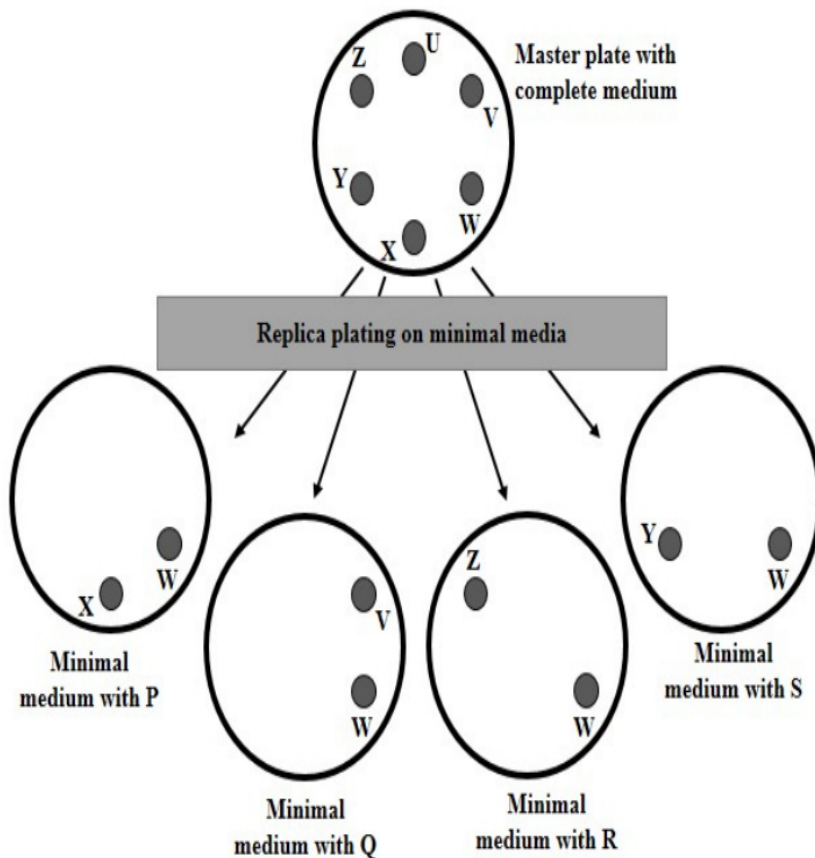 U
Z
Master plate with
complete medium
V
Y
W
X
Replica plating on minimal media
W
X
Minimal
medium with P
V
W
Minimal
medium with Q
Z
W
Minimal
medium with R
Y
W
Minimal
medium with S